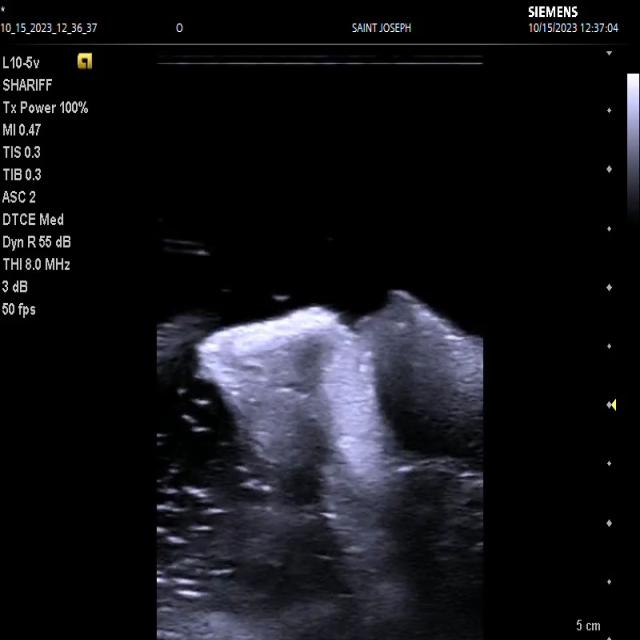 *
SIEMENS
10_15_2023_12_36_37 O SAINT JOSEPH 10/15/2023 12:37:04
L10-5v
SHARIFF
Tx Power 100%
MI 0.47
TIS 0.3
TIB 0.3
ASC 2
DTCE Med
Dyn R 55 dB
THI 8.0 MHz
3 dB
50 fps
5 cm